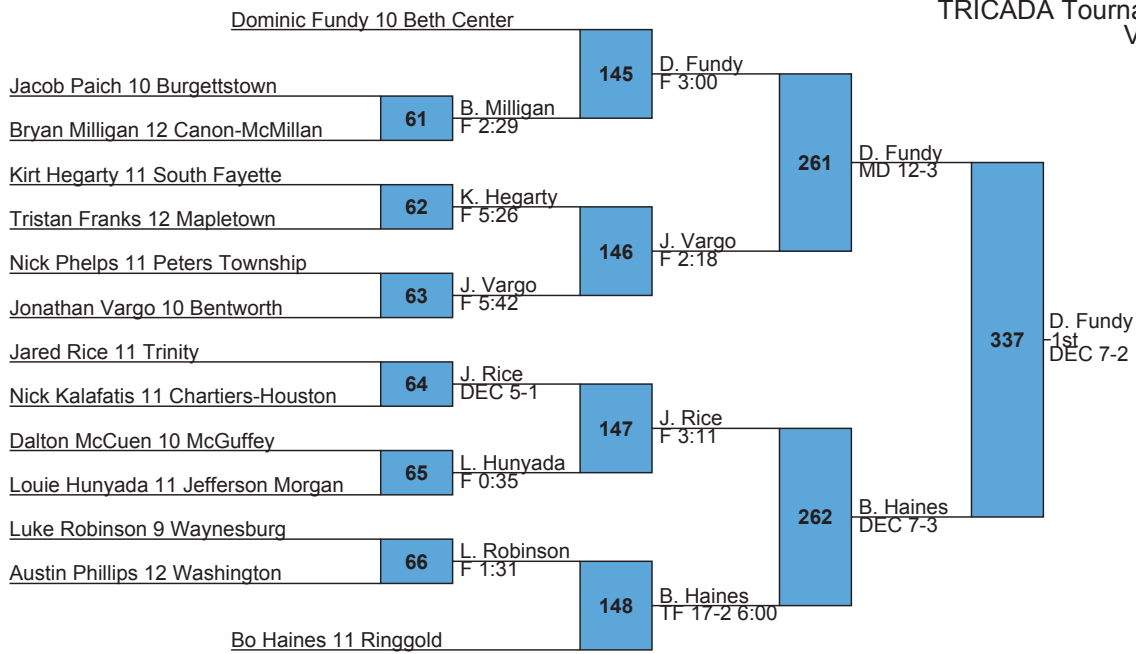 TRICADA Tourna
V
Dominic Fundy 10 Beth Center
145
D. Fundy
F 3:00
Jacob Paich 10 Burgettstown
61
B. Milligan
F 2:29
Bryan Milligan 12 Canon-McMillan
261
D. Fundy
MD 12-3
Kirt Hegarty 11 South Fayette
62
K. Hegarty
F 5:26
Tristan Franks 12 Mapletown
146
J. Vargo
F 2:18
Nick Phelps 11 Peters Township
63
J. Vargo
F 5:42
Jonathan Vargo 10 Bentworth
337
D. Fundy
1st
DEC 7-2
Jared Rice 11 Trinity
64
J. Rice
DEC 5-1
Nick Kalafatis 11 Chartiers-Houston
147
J. Rice
F 3:11
Dalton McCuen 10 McGuffey
65
L. Hunyada
F 0:35
Louie Hunyada 11 Jefferson Morgan
262
B. Haines
DEC 7-3
Luke Robinson 9 Waynesburg
66
L. Robinson
F 1:31
Austin Phillips 12 Washington
148
B. Haines
TF 17-2 6:00
Bo Haines 11 Ringgold